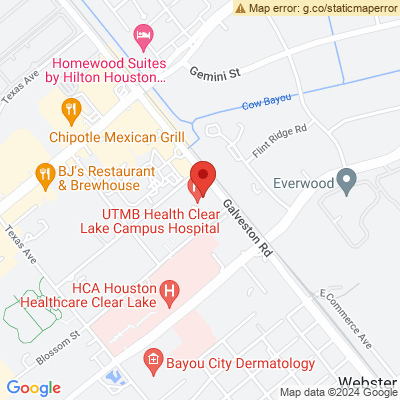 Map error: g.co/staticmaperror
Homewood Suites
by Hilton Houston...
Gemini St
Texas Ave
Cow Bayou
Chipotle Mexican Grill
Flint Ridge Rd
BJ's Restaurant
& Brewhouse
Everwood
UTMB Health Clear
Lake Campus Hospital
Galveston Rd
Texas Ave
HCA Houston
Healthcare Clear Lake
H
E Commerce Ave
Blossom St
Bayou City Dermatology
Webster
Google
Map data ©2024 Google